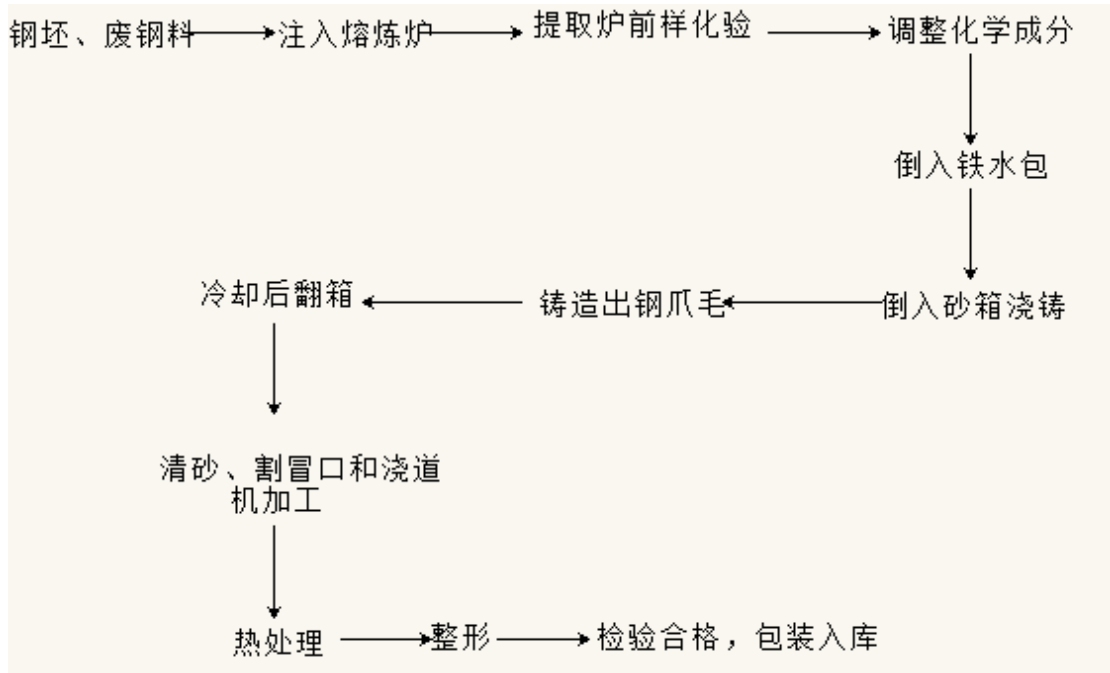 钢坯、废钢料
注入熔炼炉
提取炉前样化验
调整化学成分
倒入铁水包
倒入砂箱浇铸
铸造出钢爪毛
冷却后翻箱
清砂、割冒口和浇道
机加工
热处理
整形
检验合格，包装入库